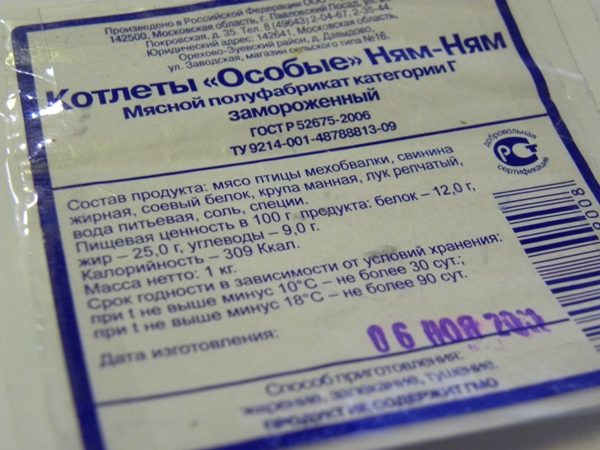 Произведено в Российской Федерации ООО
142500, Московская область, г. Павловский Посад, ул.
Покровская, д. 35. Тел. 8 (49643) 2-04-67, 2-35-44.
Юридический адрес: 142641, Московская область,
Орехово-Зуевский район, д. Давыдово,
ул. Заводская, магазин сельского типа №16.
Котлеты «Особые» Ням-Ням
Мясной полуфабрикат категории Г
замороженный
ГОСТ Р 52675-2006
ТУ 9214-001-48788813-09
добровольная
РСТ
сертификация
Состав продукта: мясо птицы мехобвалки, свинина
жирная, соевый белок, крупа манная, лук репчатый,
вода питьевая, соль, специи.
Пищевая ценность в 100 г продукта: белок – 12,0 г,
жир – 25,0 г, углеводы – 9,0 г.
Калорийность – 309 Ккал.
Масса нетто: 1 кг.
Срок годности в зависимости от условий хранения:
при t не выше минус 10°С – не более 30 сут.;
при t не выше минус 18°С – не более 90 сут.
Дата изготовления:
06 НОЯ
Способ приготовления:
жарение, запекание, тушение.
ПРОДУКТ НЕ СОДЕРЖИТ ГМО